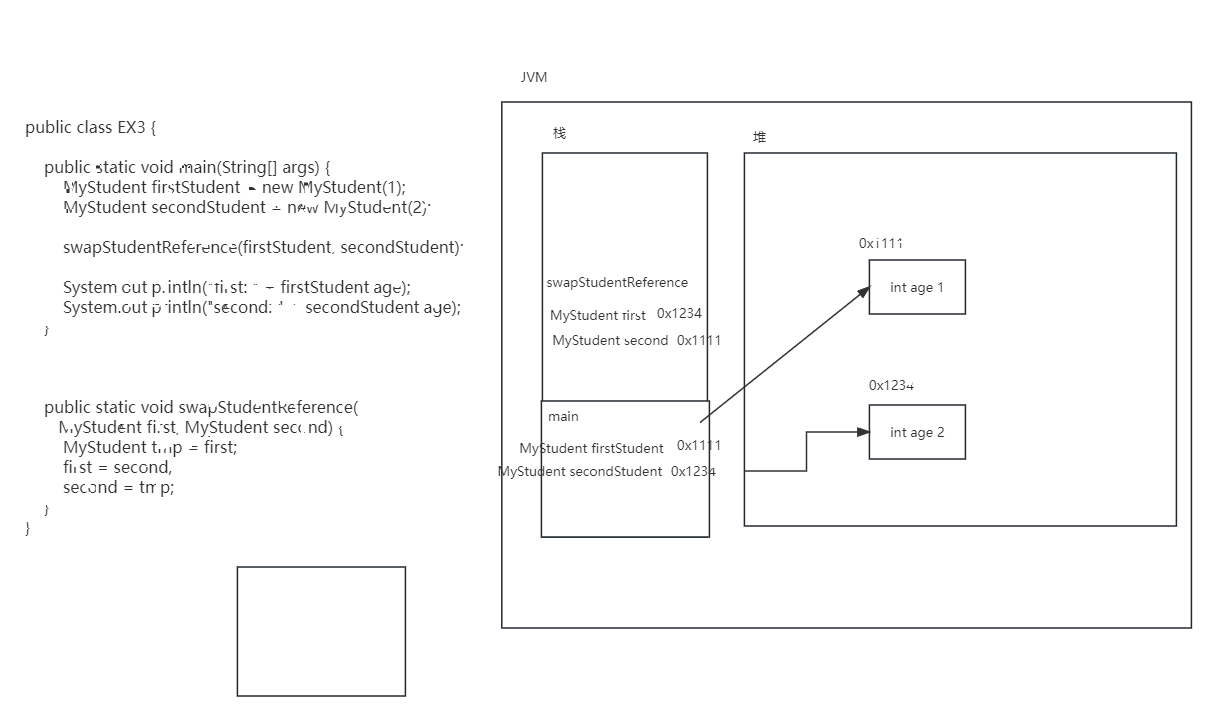 public class EX3 {
public static void main(String[] args) {
MyStudent firstStudent = new MyStudent(1);
MyStudent secondStudent = new MyStudent(2);
swapStudentReference(firstStudent, secondStudent);
System.out.println("first: " + firstStudent.age);
System.out.println("second: " + secondStudent.age);
}
public static void swapStudentReference(
MyStudent first, MyStudent second) {
MyStudent tmp = first;
first = second;
second = tmp;
}
}
JVM
栈
swapStudentReference
MyStudent first 0x1234
MyStudent second 0x1111
main
MyStudent firstStudent 0x1111
MyStudent secondStudent 0x1234
堆
0x1111
int age 1
0x1234
int age 2